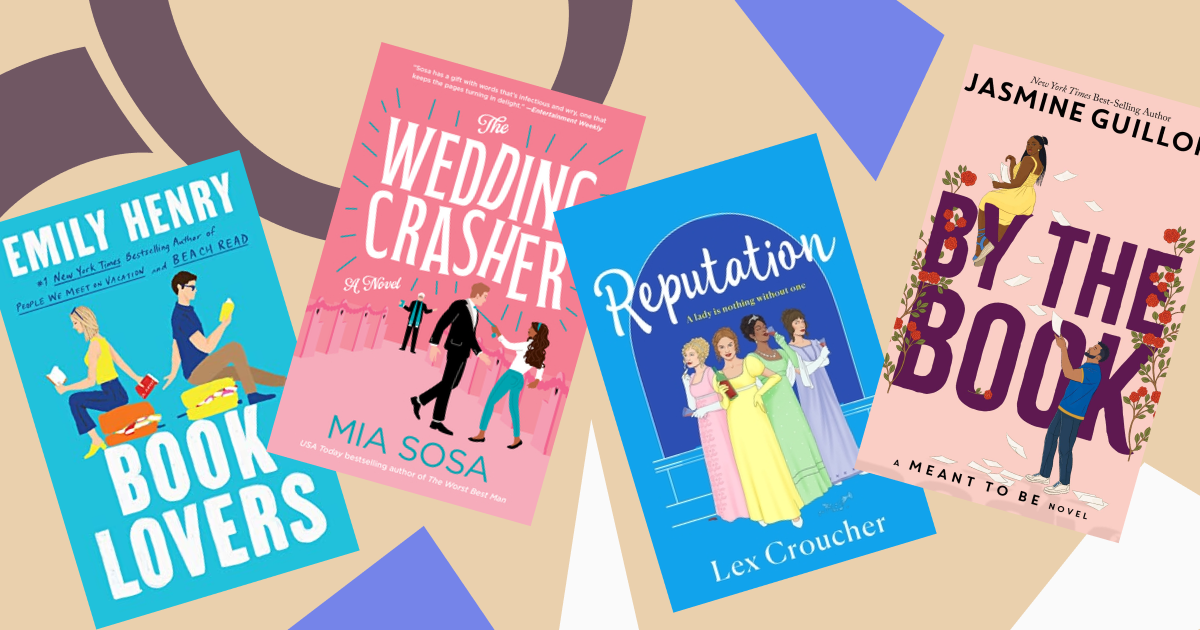 EMILY HENRY
#1 New York Times Bestselling Author of
PEOPLE WE MEET ON VACATION and BEACH READ
BOOK
LOVERS
"Sosa has a gift with words that's infectious and wry, one that
keeps the pages turning in delight." —Entertainment Weekly
The
WEDDING
CRASHER
A Novel
MIA SOSA
USA Today bestselling author of The Worst Best Man
Reputation
A lady is nothing without one
Lex Croucher
New York Times Best-Selling Author
JASMINE GUILLOR
BY THE
BOOK
A MEANT TO BE NOVEL